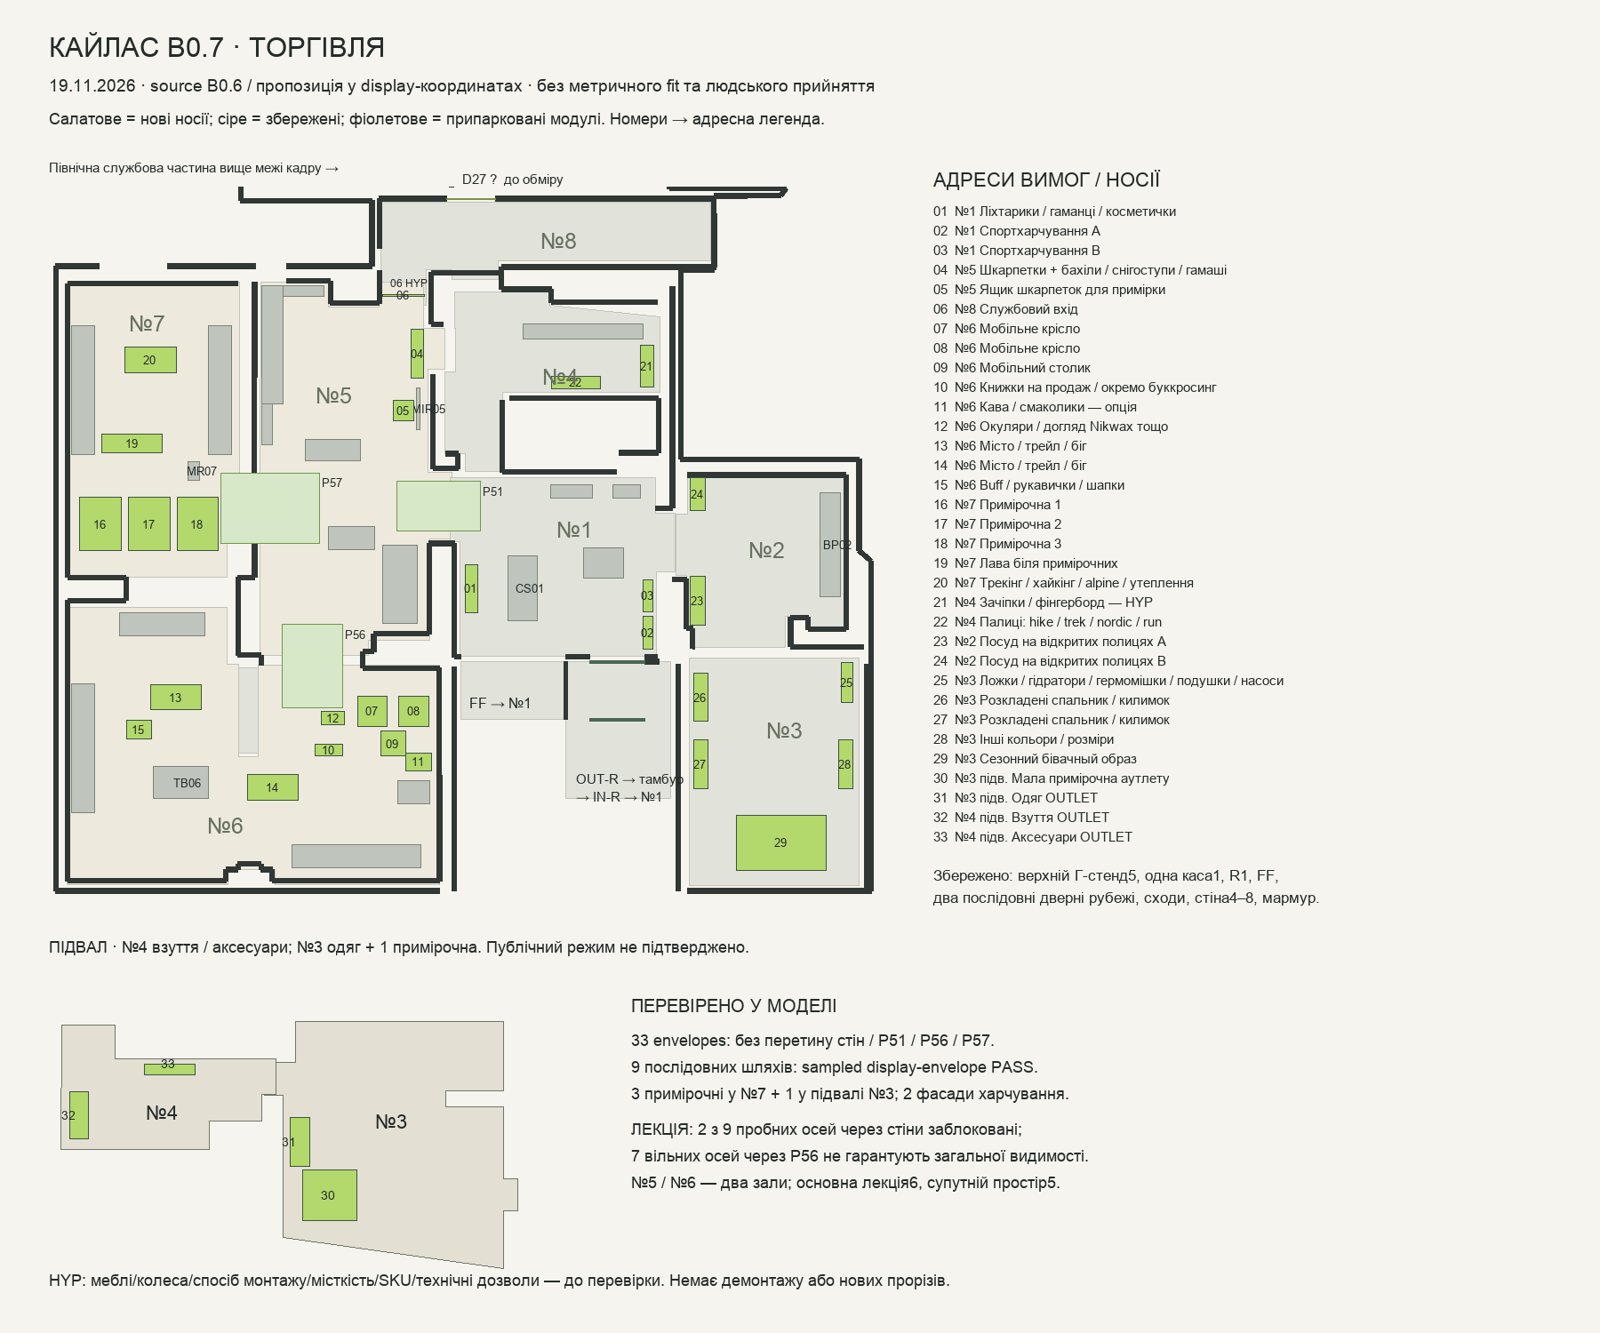 КАЙЛАС В0.7 · ТОРГІВЛЯ
19.11.2026 · source B0.6 / пропозиція у display-координатах · без метричного fit та людського прийняття
Салатове = нові носії; сіре = збережені; фіолетове = припарковані модулі. Номери → адресна легенда.
Північна службова частина вище межі кадру →
D27 ? до обміру
№8
06 HYP
06
№7
20
04
21
№4
22
№5
05
MIR05
19
MR07
P57
P51
24
№1
№2
BP02
16
17
18
01
CS01
03
23
02
P56
FF → №1
26
25
13
12
07
08
15
10
09
11
№3
TB06
14
27
28
OUT-R → тамбур
→ IN-R → №1
№6
29
АДРЕСИ ВИМОГ / НОСІЇ
01 №1 Ліхтарики / гаманці / косметички
02 №1 Спортхарчування A
03 №1 Спортхарчування B
04 №5 Шкарпетки + бахіли / снігоступи / гамаші
05 №5 Ящик шкарпеток для примірки
06 №8 Службовий вхід
07 №6 Мобільне крісло
08 №6 Мобільне крісло
09 №6 Мобільний столик
10 №6 Книжки на продаж / окремо буккросинг
11 №6 Кава / смаколики — опція
12 №6 Окуляри / догляд Nikwax тощо
13 №6 Місто / трейл / біг
14 №6 Місто / трейл / біг
15 №6 Buff / рукавички / шапки
16 №7 Примірочна 1
17 №7 Примірочна 2
18 №7 Примірочна 3
19 №7 Лава біля примірочних
20 №7 Трекінг / хайкінг / alpine / утеплення
21 №4 Зачіпки / фінгерборд — HYP
22 №4 Палиці: hike / trek / nordic / run
23 №2 Посуд на відкритих полицях A
24 №2 Посуд на відкритих полицях B
25 №3 Ложки / гідратори / гермомішки / подушки / насоси
26 №3 Розкладені спальник / килимок
27 №3 Розкладені спальник / килимок
28 №3 Інші кольори / розміри
29 №3 Сезонний бівачный образ
30 №3 підв. Мала примірочна аутлету
31 №3 підв. Одяг OUTLET
32 №4 підв. Взуття OUTLET
33 №4 підв. Аксесуари OUTLET
Збережено: верхній Г-стенд5, одна каса1, R1, FF,
два послідовні дверні рубежі, сходи, стіна4–8, мармур.
ПІДВАЛ · №4 взуття / аксесуари; №3 одяг + 1 примірочна. Публічний режим не підтверджено.
33
32
№4
№3
31
30
ПЕРЕВІРЕНО У МОДЕЛІ
33 envelopes: без перетину стін / P51 / P56 / P57.
9 послідовних шляхів: sampled display-envelope PASS.
3 примірочні у №7 + 1 у підвалі №3; 2 фасади харчування.
ЛЕКЦІЯ: 2 з 9 пробних осей через стіни заблоковані;
7 вільних осей через P56 не гарантують загальної видимості.
№5 / №6 — два зали; основна лекція6, супутній простір5.
HYP: меблі/колеса/спосіб монтажу/місткість/SKU/технічні дозволи — до перевірки. Немає демонтажу або нових прорізів.